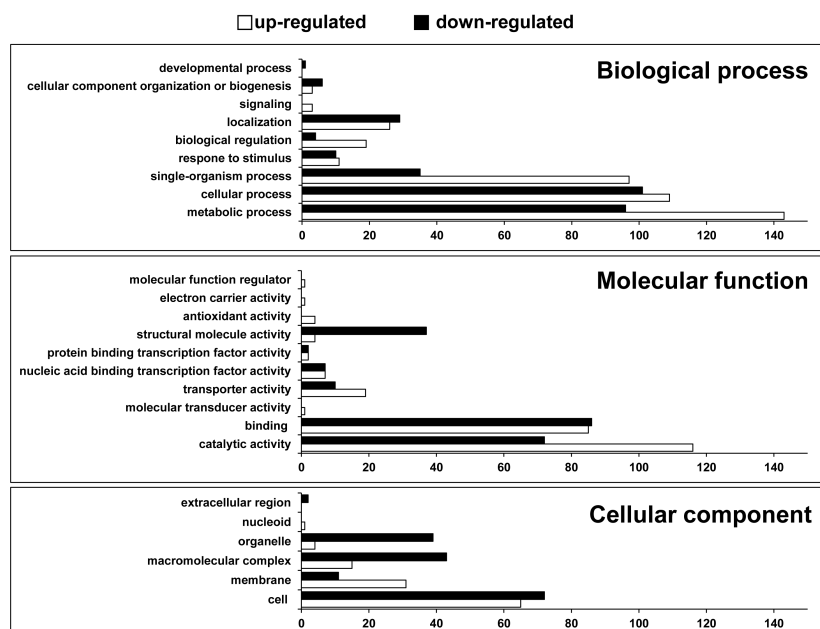 up-regulated down-regulated
Biological process
developmental process
cellular component organization or biogenesis
signaling
localization
biological regulation
respone to stimulus
single-organism process
cellular process
metabolic process
0 20 40 60 80 100 120 140
Molecular function
molecular function regulator
electron carrier activity
antioxidant activity
structural molecule activity
protein binding transcription factor activity
nucleic acid binding transcription factor activity
transporter activity
molecular transducer activity
binding
catalytic activity
0 20 40 60 80 100 120 140
Cellular component
extracellular region
nucleoid
organelle
macromolecular complex
membrane
cell
0 20 40 60 80 100 120 140